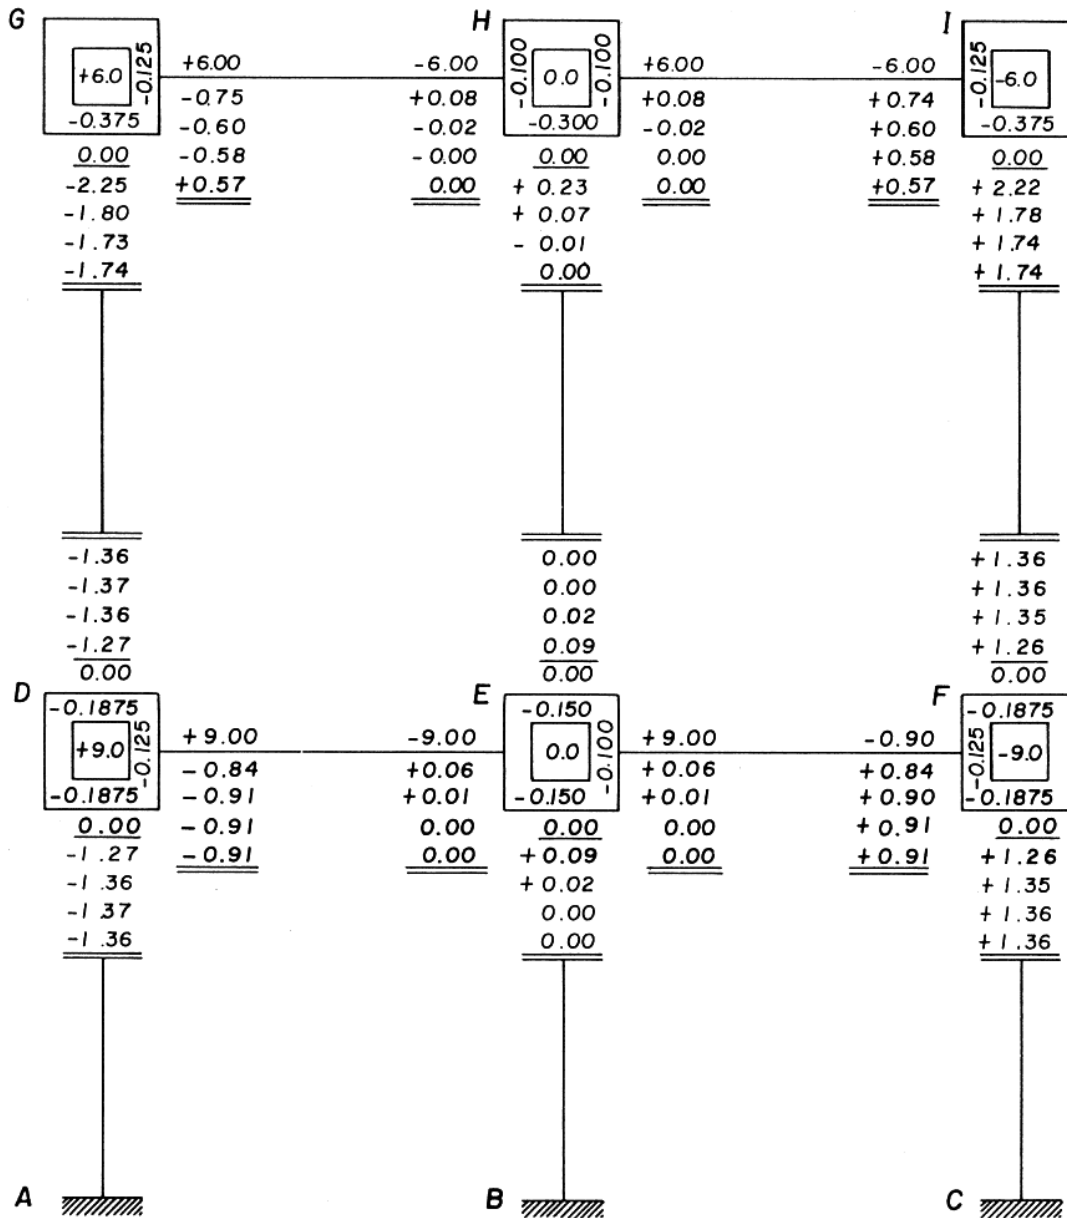 G H I
+6.0 -0.125 +6.00 -6.00 -0.100 0.0 -0.100 +6.00 -6.00 -0.125 -6.0
-0.75 +0.08 +0.08 +0.74
-0.375 -0.60 -0.02 -0.300 -0.02 +0.60 -0.375
0.00 -0.58 -0.00 0.00 0.00 +0.58 0.00
-2.25 +0.57 0.00 + 0.23 0.00 +0.57 + 2.22
-1.80 + 0.07 + 1.78
-1.73 - 0.01 + 1.74
-1.74 0.00 + 1.74
-1.36 0.00 + 1.36
-1.37 0.00 + 1.36
-1.36 0.02 + 1.35
-1.27 0.09 + 1.26
0.00 0.00 0.00
D E F
-0.1875 -0.150 -0.1875
+9.0 -0.125 +9.00 -9.00 0.0 -0.100 +9.00 -0.90 -0.125 -9.0
-0.84 +0.06 +0.06 +0.84
-0.1875 -0.91 +0.01 -0.150 +0.01 +0.90 -0.1875
0.00 -0.91 0.00 0.00 0.00 +0.91 0.00
-1.27 -0.91 0.00 +0.09 0.00 +0.91 +1.26
-1.36 +0.02 +1.35
-1.37 0.00 +1.36
-1.36 0.00 +1.36
A B C